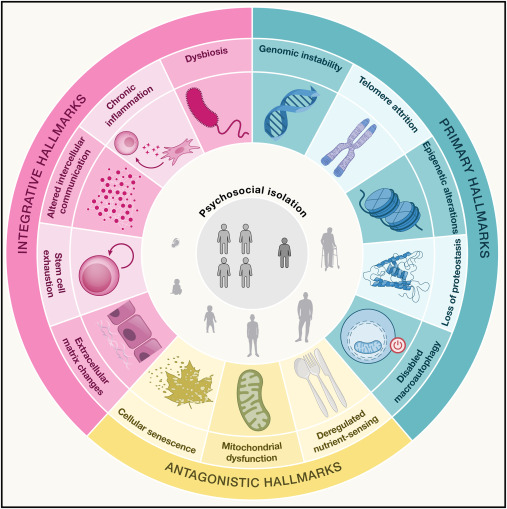 PRIMARY HALLMARKS
Genomic instability
Telomere attrition
Epigenetic alterations
Loss of proteostasis
Disabled
macroautophagy
ANTAGONISTIC HALLMARKS
Deregulated
nutrient-sensing
Mitochondrial
dysfunction
Cellular senescence
INTEGRATIVE HALLMARKS
Extracellular
matrix changes
Stem cell
exhaustion
Altered intercellular
communication
Chronic
inflammation
Dysbiosis
Psychosocial isolation